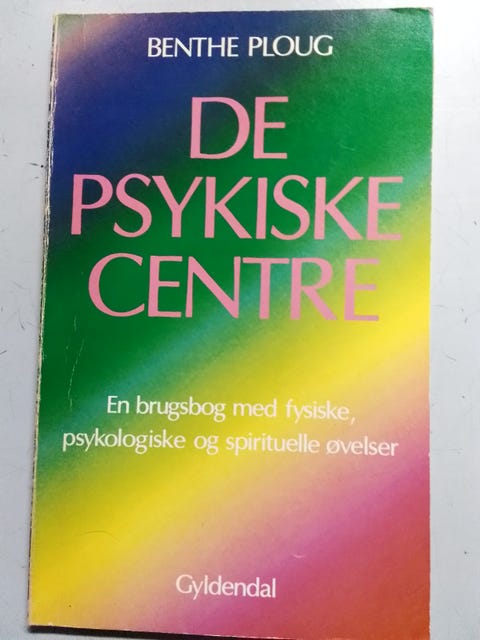 BENTHE PLOUG
DE
PSYKISKE
CENTRE
En brugsbog med fysiske,
psykologiske og spirituelle øvelser
Gyldendal